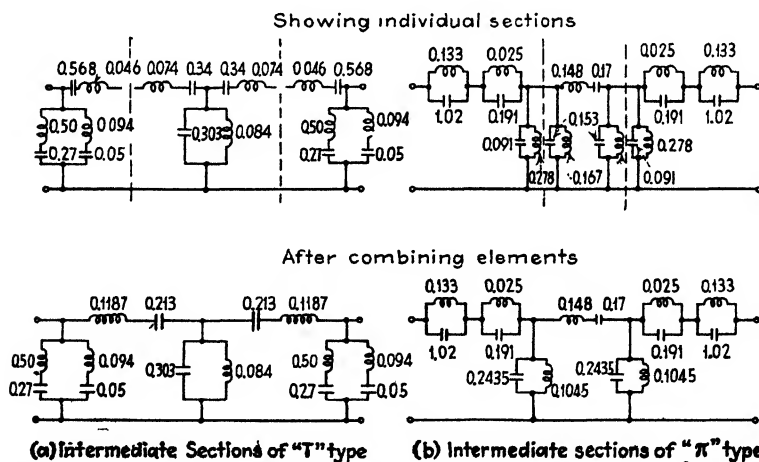 Showing individual sections
0.568 0.046 0.074 0.34 0.34 0.074 0.046 0.568
0.50 0.094 0.303 0.084 0.50 0.094
0.27 0.05 0.27 0.05
0.133 0.025 0.148 0.17 0.025 0.133
1.02 0.191 0.153 0.191 1.02
0.091 0.278
0.278 0.167 0.091
After combining elements
0.1187 0.213 0.213 0.1187
0.50 0.094 0.303 0.084 0.50 0.094
0.27 0.05 0.27 0.05
0.133 0.025 0.148 0.17 0.025 0.133
1.02 0.191 0.191 1.02
0.2435 0.1045 0.2435 0.1045
(a) Intermediate Sections of "T" type
(b) Intermediate sections of "π" type